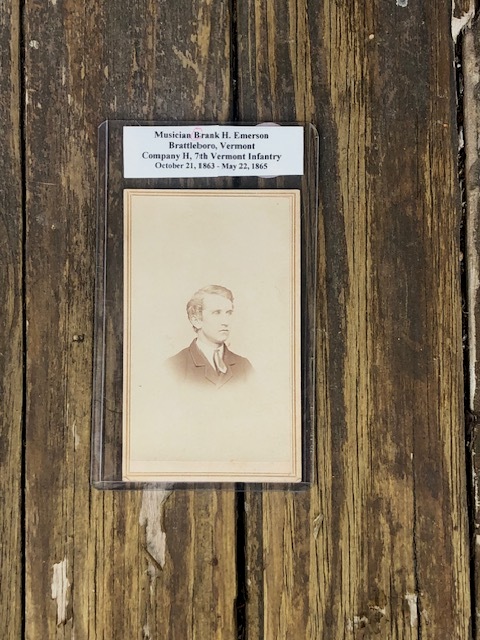 Musician Brank H. Emerson
Brattleboro, Vermont
Company H, 7th Vermont Infantry
October 21, 1863 - May 22, 1865